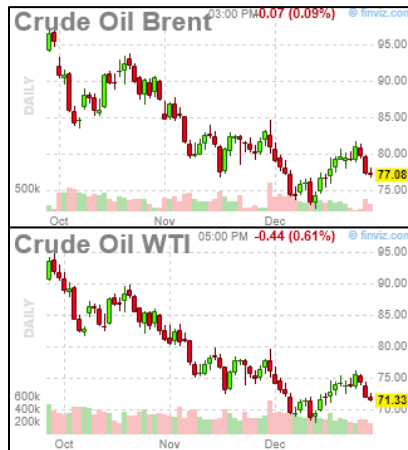 Crude Oil Brent 03:00 PM -0.07 (0.09%) © finviz.com
95.00
90.00
85.00
80.00
77.08
75.00
DAILY
500k
Oct Nov Dec
Crude Oil WTI 05:00 PM -0.44 (0.61%) © finviz.com
95.00
90.00
85.00
80.00
75.00
71.33
70.00
DAILY
600k
400k
200k
Oct Nov Dec